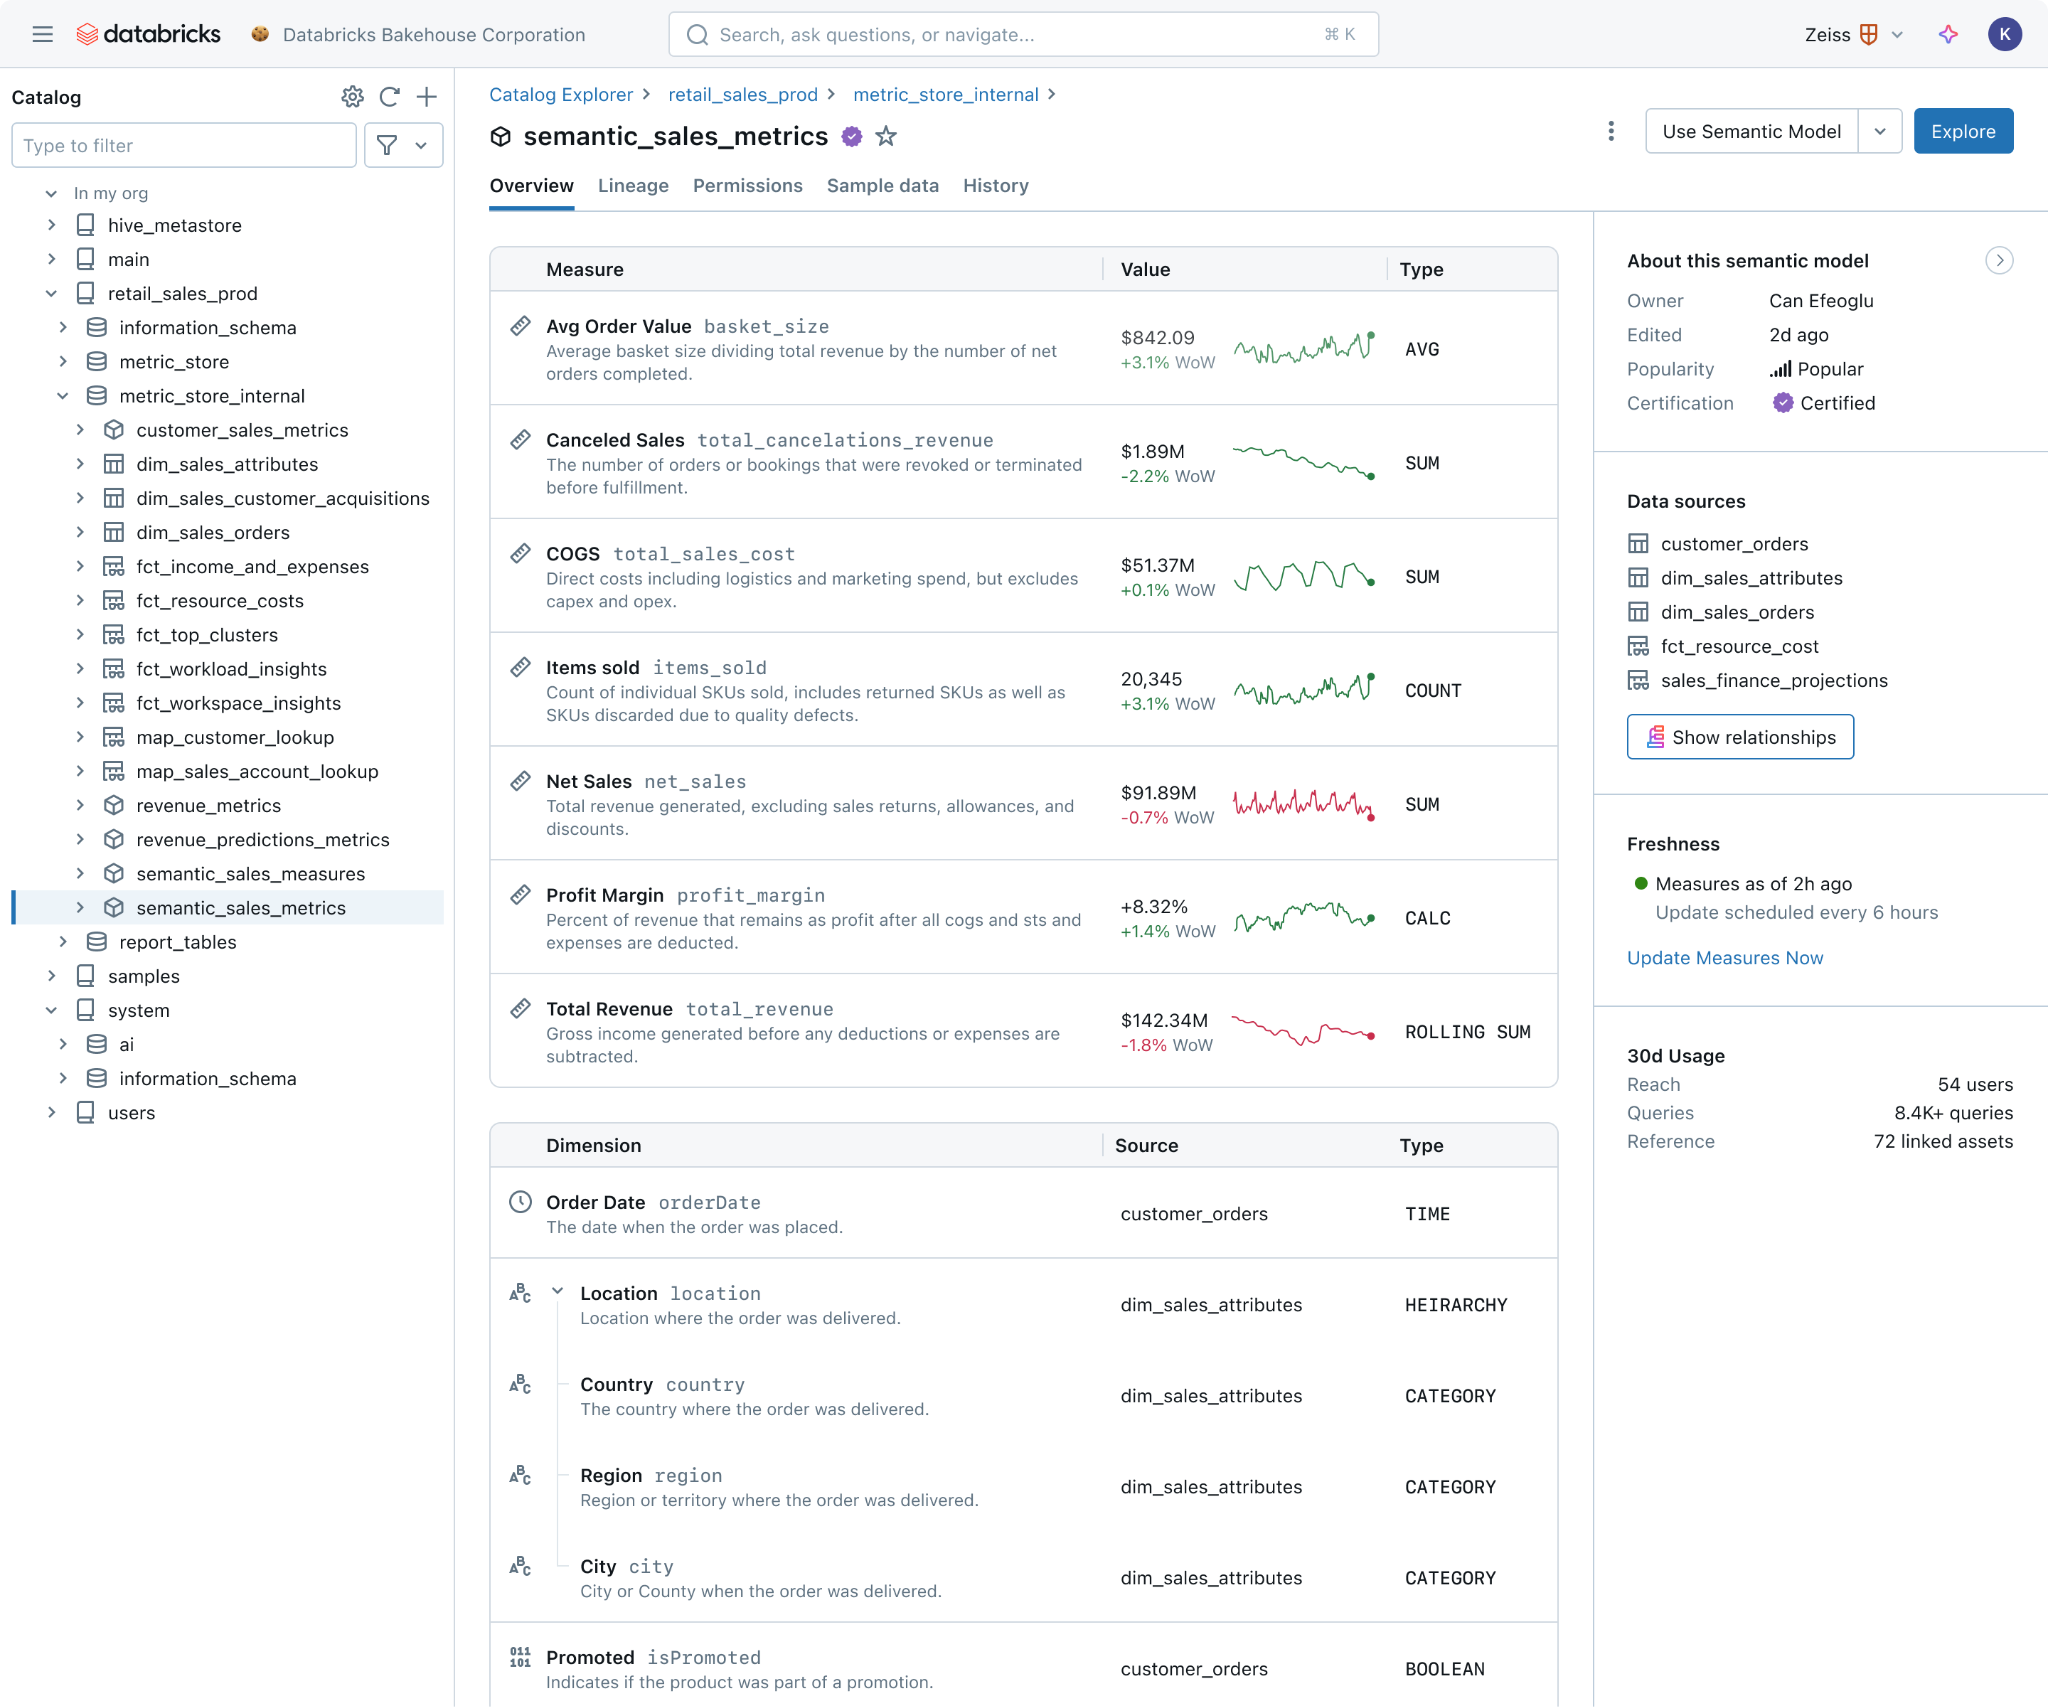 databricks
Databricks Bakehouse Corporation
Search, ask questions, or navigate...
⌘ K
Zeiss
K
Catalog
Type to filter
In my org
hive_metastore
main
retail_sales_prod
information_schema
metric_store
metric_store_internal
customer_sales_metrics
dim_sales_attributes
dim_sales_customer_acquisitions
dim_sales_orders
fct_income_and_expenses
fct_resource_costs
fct_top_clusters
fct_workload_insights
fct_workspace_insights
map_customer_lookup
map_sales_account_lookup
revenue_metrics
revenue_predictions_metrics
semantic_sales_measures
semantic_sales_metrics
report_tables
samples
system
ai
information_schema
users
Catalog Explorer > retail_sales_prod > metric_store_internal >
semantic_sales_metrics
Use Semantic Model
Explore
Overview Lineage Permissions Sample data History
Measure Value Type
Avg Order Value basket_size
Average basket size dividing total revenue by the number of net
orders completed.
$842.09
+3.1% WoW
AVG
Canceled Sales total_cancelations_revenue
The number of orders or bookings that were revoked or terminated
before fulfillment.
$1.89M
-2.2% WoW
SUM
COGS total_sales_cost
Direct costs including logistics and marketing spend, but excludes
capex and opex.
$51.37M
+0.1% WoW
SUM
Items sold items_sold
Count of individual SKUs sold, includes returned SKUs as well as
SKUs discarded due to quality defects.
20,345
+3.1% WoW
COUNT
Net Sales net_sales
Total revenue generated, excluding sales returns, allowances, and
discounts.
$91.89M
-0.7% WoW
SUM
Profit Margin profit_margin
Percent of revenue that remains as profit after all cogs and sts and
expenses are deducted.
+8.32%
+1.4% WoW
CALC
Total Revenue total_revenue
Gross income generated before any deductions or expenses are
subtracted.
$142.34M
-1.8% WoW
ROLLING SUM
Dimension Source Type
Order Date orderDate
The date when the order was placed.
customer_orders
TIME
Location location
Location where the order was delivered.
dim_sales_attributes
HEIRARCHY
Country country
The country where the order was delivered.
dim_sales_attributes
CATEGORY
Region region
Region or territory where the order was delivered.
dim_sales_attributes
CATEGORY
City city
City or County when the order was delivered.
dim_sales_attributes
CATEGORY
Promoted isPromoted
Indicates if the product was part of a promotion.
customer_orders
BOOLEAN
About this semantic model
Owner Can Efeoglu
Edited 2d ago
Popularity Popular
Certification Certified
Data sources
customer_orders
dim_sales_attributes
dim_sales_orders
fct_resource_cost
sales_finance_projections
Show relationships
Freshness
Measures as of 2h ago
Update scheduled every 6 hours
Update Measures Now
30d Usage
Reach 54 users
Queries 8.4K+ queries
Reference 72 linked assets